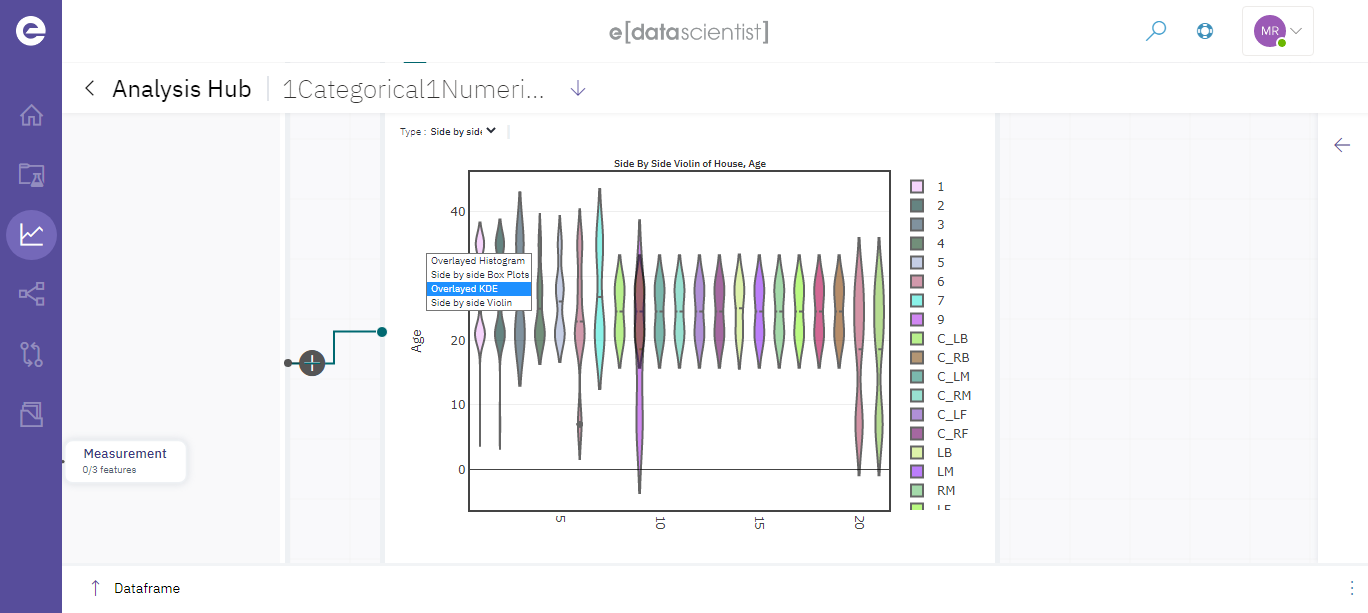 e[datascientist]
MR
Analysis Hub
1Categorical1Numeri...
Type : Side by side
Side By Side Violin of House, Age
40
20
10
0
Age
Overlayed Histogram
Side by side Box Plots
Overlayed KDE
Side by side Violin
5
10
15
20
1
2
3
4
5
6
7
9
C_LB
C_RB
C_LM
C_RM
C_LF
C_RF
LB
LM
RM
LF
Measurement
0/3 features
Dataframe